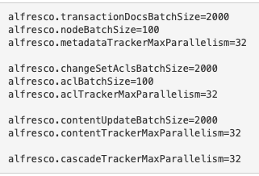 alfresco.transactionDocsBatchSize=2000
alfresco.nodeBatchSize=100
alfresco.metadataTrackerMaxParallelism=32
alfresco.changeSetAclsBatchSize=2000
alfresco.aclBatchSize=100
alfresco.aclTrackerMaxParallelism=32
alfresco.contentUpdateBatchSize=2000
alfresco.contentTrackerMaxParallelism=32
alfresco.cascadeTrackerMaxParallelism=32